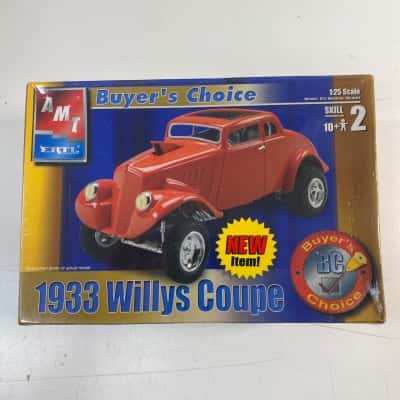 AMT
ERTL
Buyer's Choice
1:25 Scale
SKILL
10+ 2
NEW
Item!
Buyer's
BC
Choice
1933 Willys Coupe